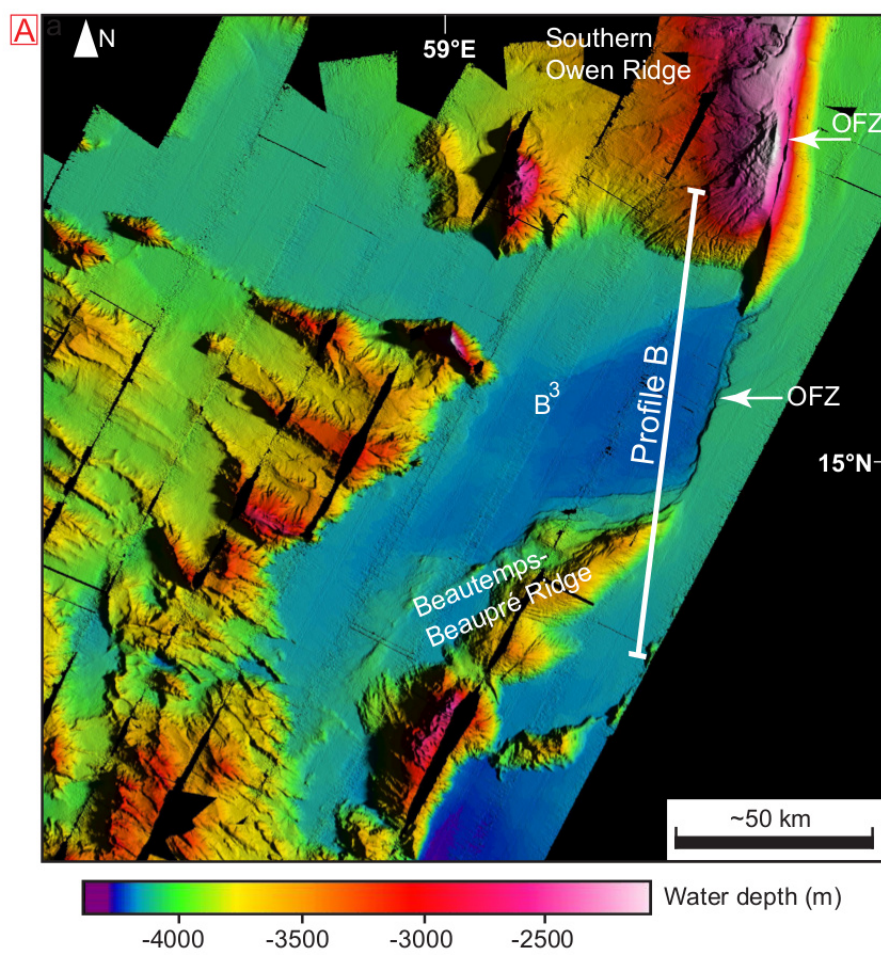 A a
N
59°E
Southern
Owen Ridge
OFZ
Profile B
B3
OFZ
15°N
Beautemps-
Beaupré Ridge
~50 km
Water depth (m)
-4000 -3500 -3000 -2500